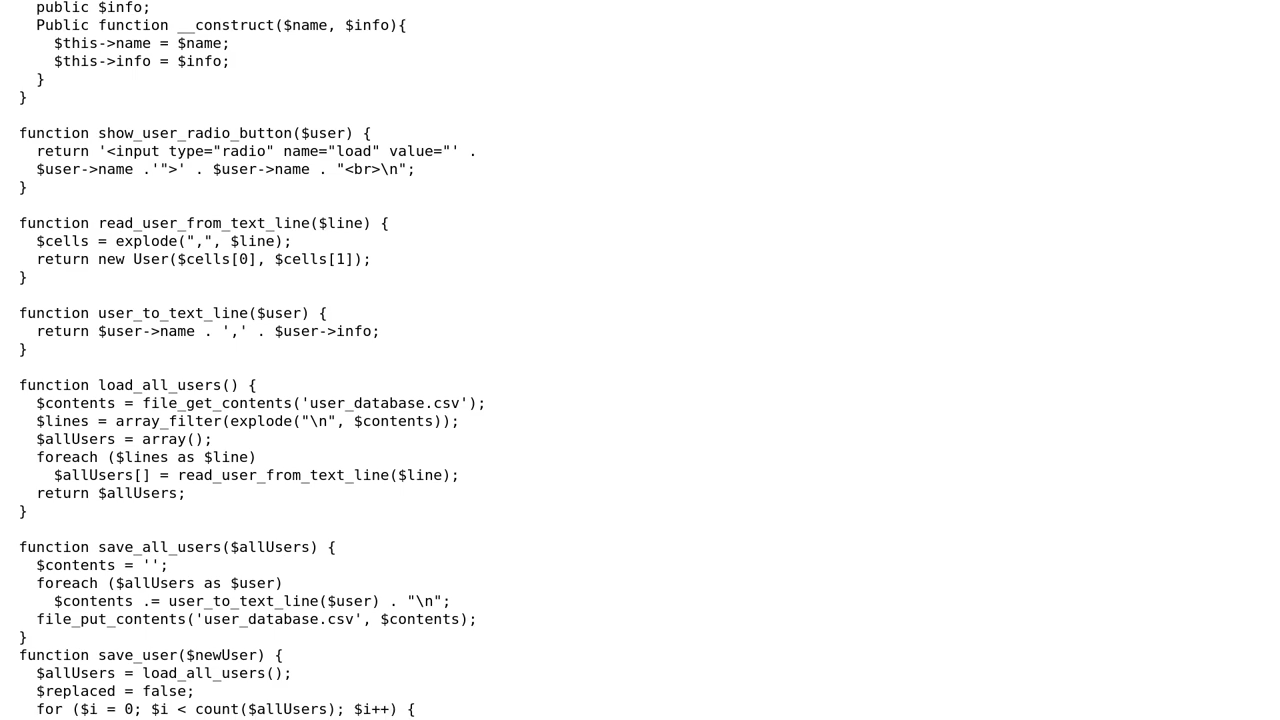 public $info;
Public function __construct($name, $info){
$this->name = $name;
$this->info = $info;
}
}
function show_user_radio_button($user) {
return '<input type="radio" name="load" value="' .
$user->name .'">' . $user->name . "<br>\n";
}
function read_user_from_text_line($line) {
$cells = explode(",", $line);
return new User($cells[0], $cells[1]);
}
function user_to_text_line($user) {
return $user->name . ',' . $user->info;
}
function load_all_users() {
$contents = file_get_contents('user_database.csv');
$lines = array_filter(explode("\n", $contents));
$allUsers = array();
foreach ($lines as $line)
$allUsers[] = read_user_from_text_line($line);
return $allUsers;
}
function save_all_users($allUsers) {
$contents = '';
foreach ($allUsers as $user)
$contents .= user_to_text_line($user) . "\n";
file_put_contents('user_database.csv', $contents);
}
function save_user($newUser) {
$allUsers = load_all_users();
$replaced = false;
for ($i = 0; $i < count($allUsers); $i++) {